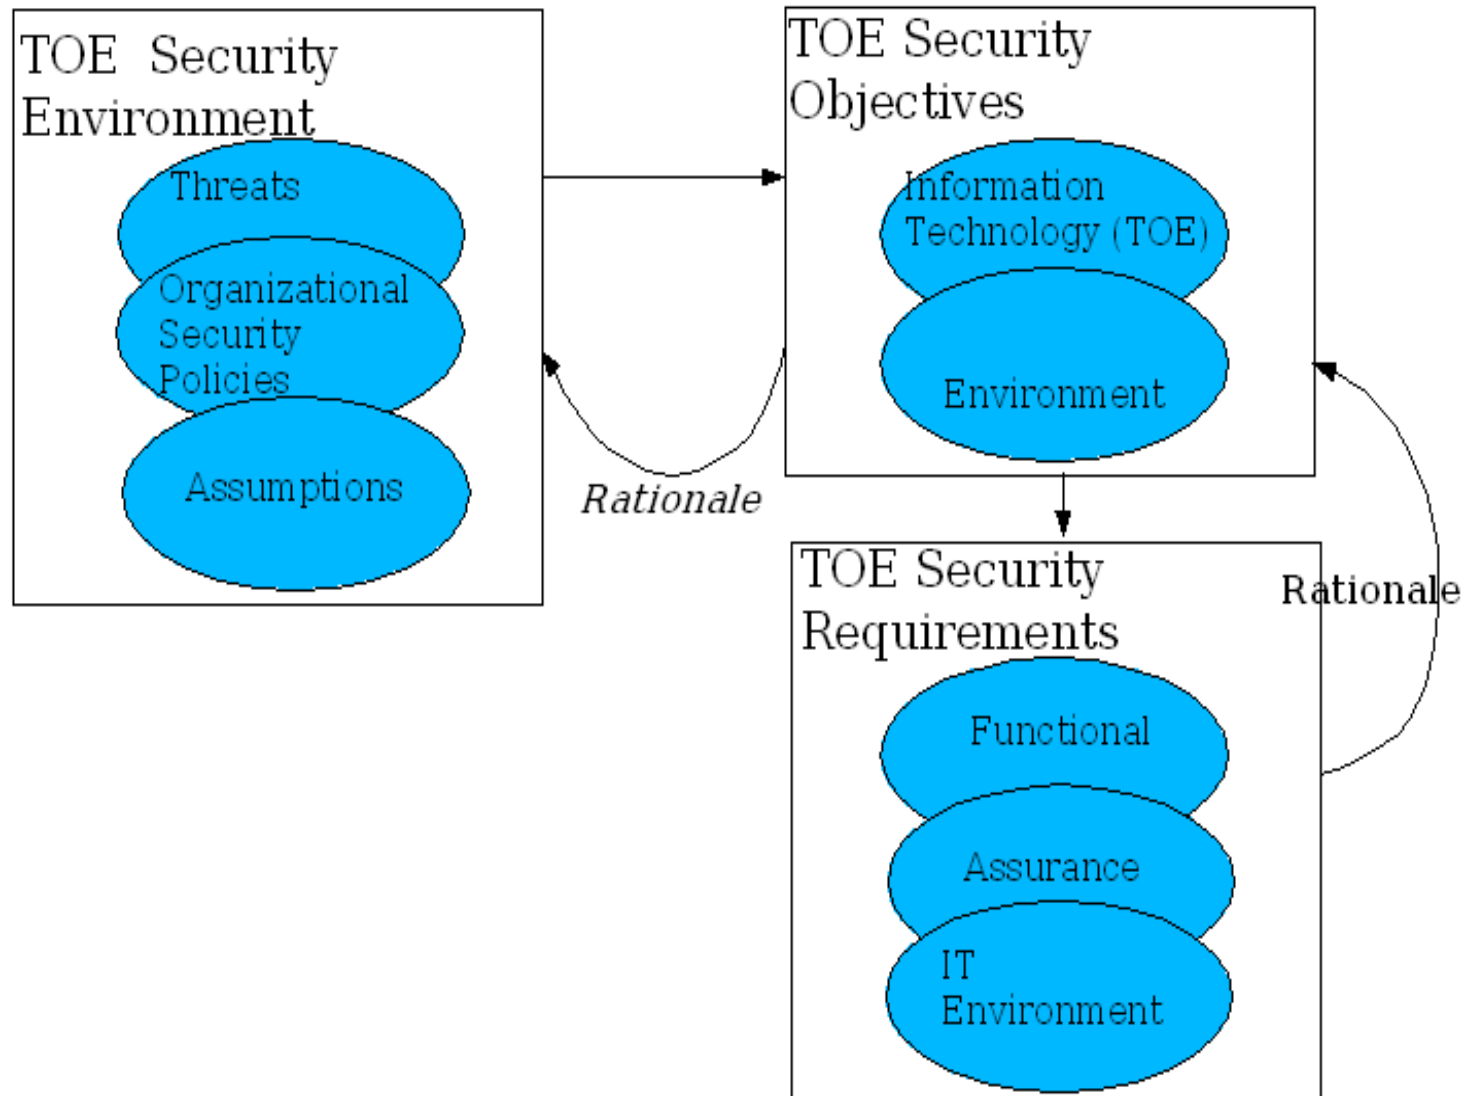 TOE Security
Environment
Threats
Organizational
Security
Policies
Assumptions
Rationale
TOE Security
Objectives
Information
Technology (TOE)
Environment
TOE Security
Requirements
Rationale
Functional
Assurance
IT
Environment